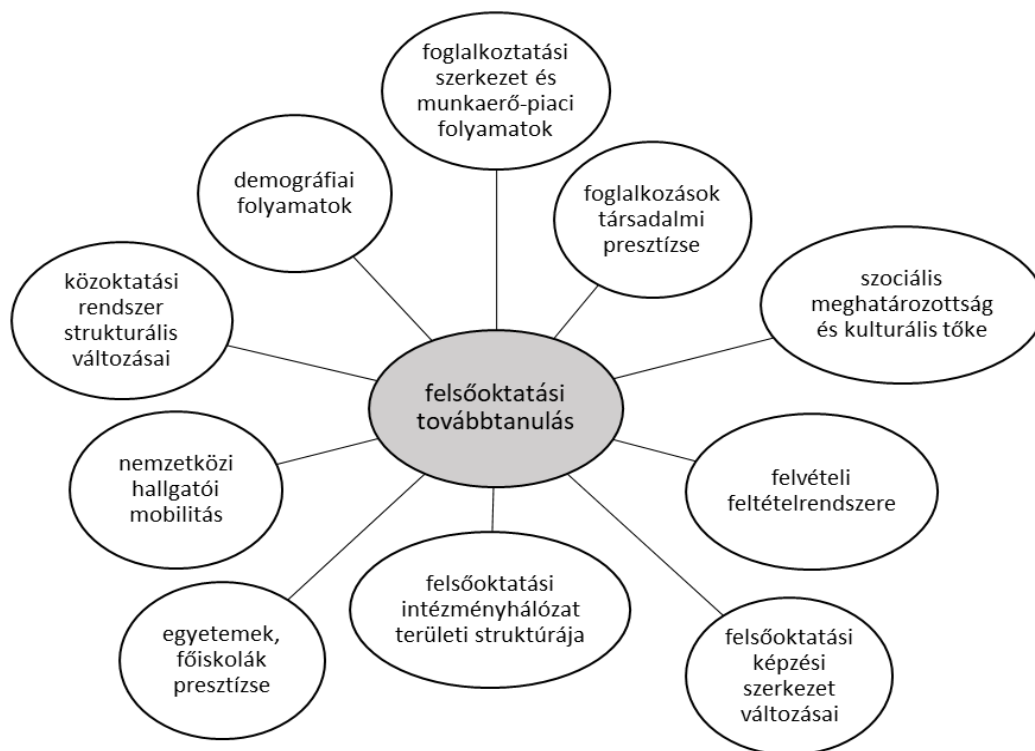 foglalkoztatási
szerkezet és
munkaerő-piaci
folyamatok
demográfiai
folyamatok
foglalkozások
társadalmi
presztízse
közoktatási
rendszer
strukturális
változásai
szociális
meghatározottság
és kulturális tőke
felsőoktatási
továbbtanulás
nemzetközi
hallgatói
mobilitás
felvételi
feltételrendszere
egyetemek,
főiskolák
presztízse
felsőoktatási
intézményhálózat
területi struktúrája
felsőoktatási
képzési
szerkezet
változásai